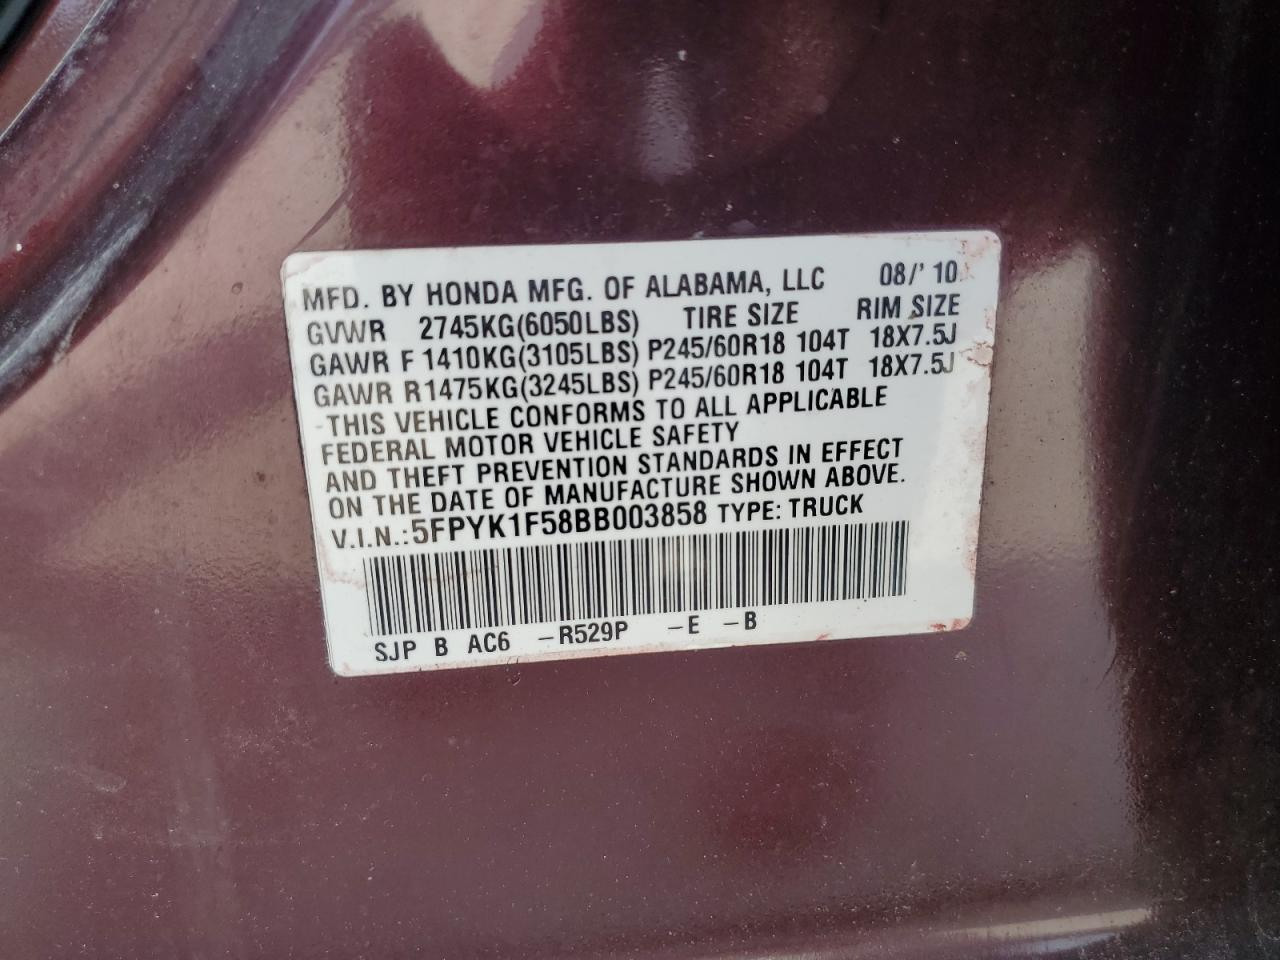 MFD. BY HONDA MFG. OF ALABAMA, LLC 08/'10
GVWR 2745KG(6050LBS) TIRE SIZE RIM SIZE
GAWR F 1410KG(3105LBS) P245/60R18 104T 18X7.5J
GAWR R 1475KG(3245LBS) P245/60R18 104T 18X7.5J
-THIS VEHICLE CONFORMS TO ALL APPLICABLE
FEDERAL MOTOR VEHICLE SAFETY
AND THEFT PREVENTION STANDARDS IN EFFECT
ON THE DATE OF MANUFACTURE SHOWN ABOVE.
V.I.N.:5FPYK1F58BB003858 TYPE: TRUCK
SJP B AC6 -R529P -E -B